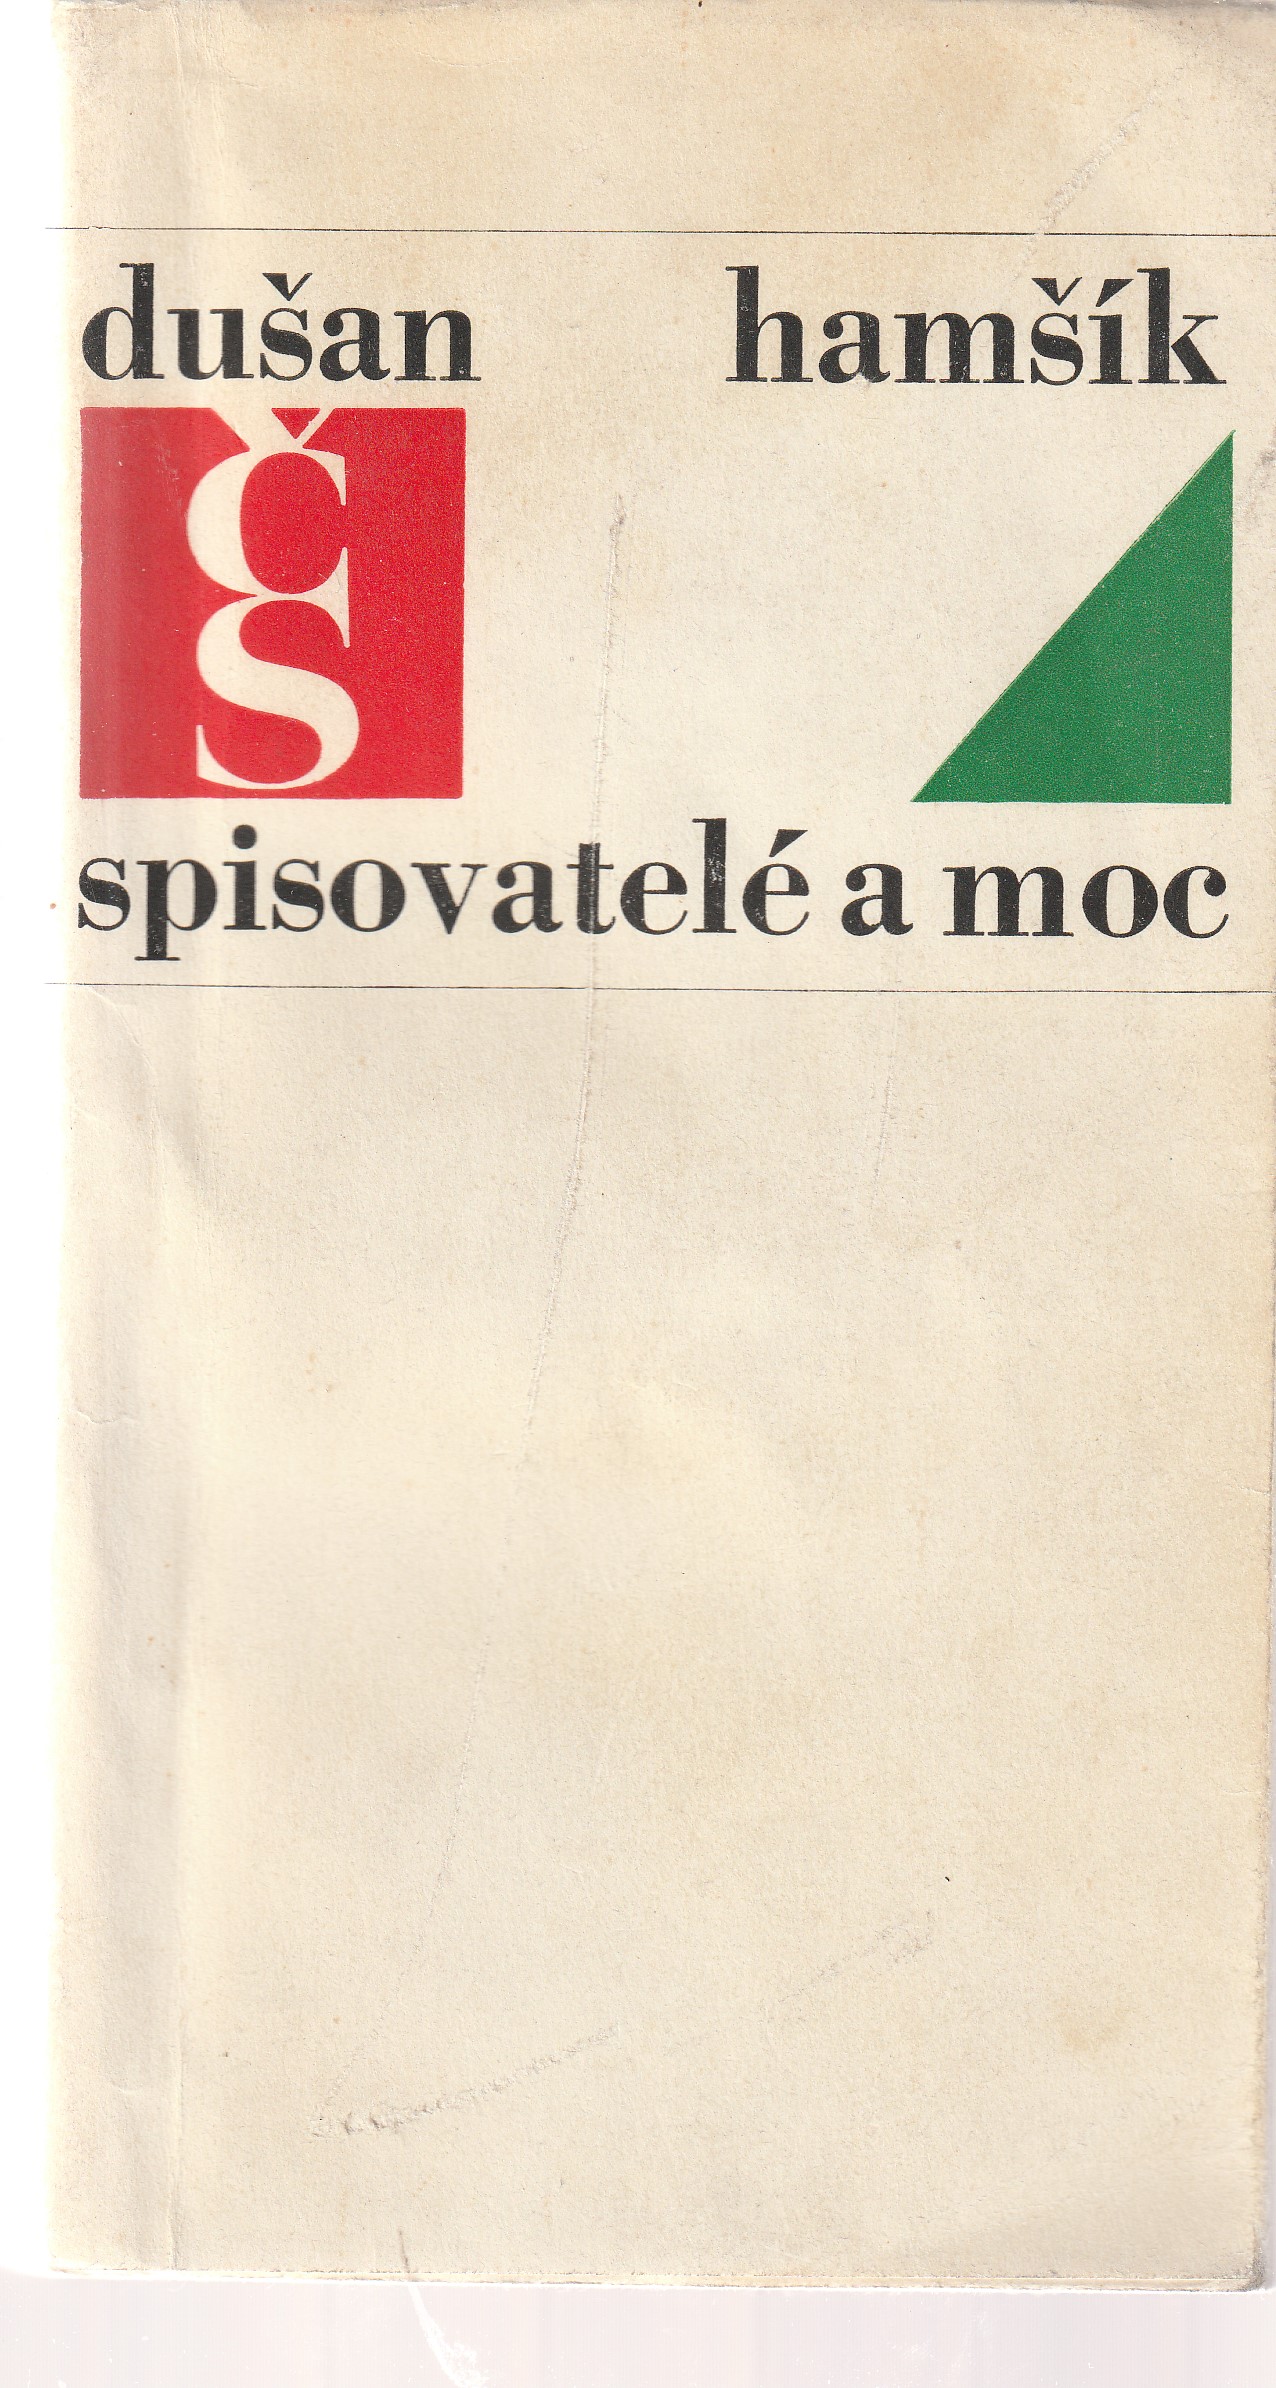 dušan hamšík
čs
spisovatelé a moc